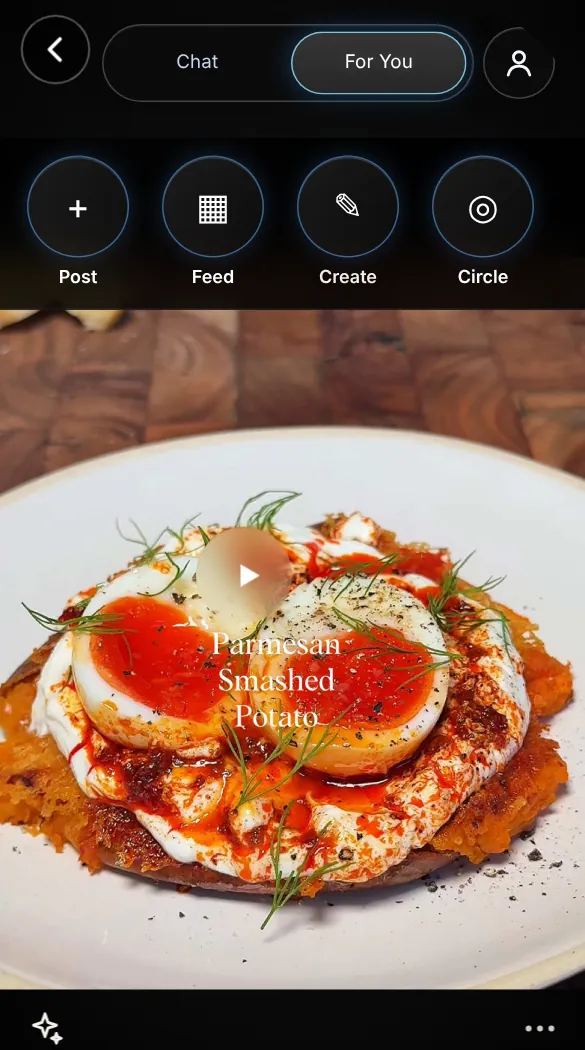 Chat
For You
Post
Feed
Create
Circle
Parmesan
Smashed
Potato